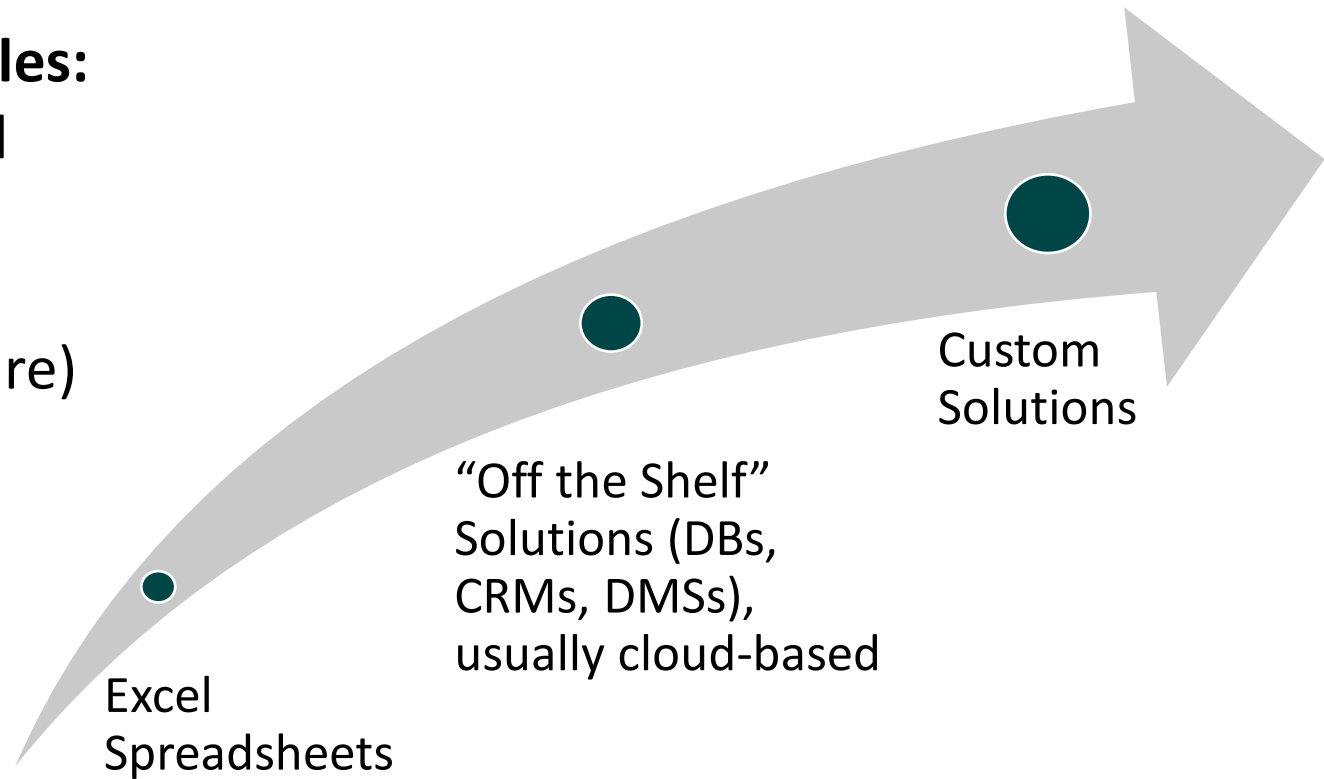 les:
re)
Custom
Solutions
“Off the Shelf”
Solutions (DBs,
CRMs, DMSs),
usually cloud-based
Excel
Spreadsheets